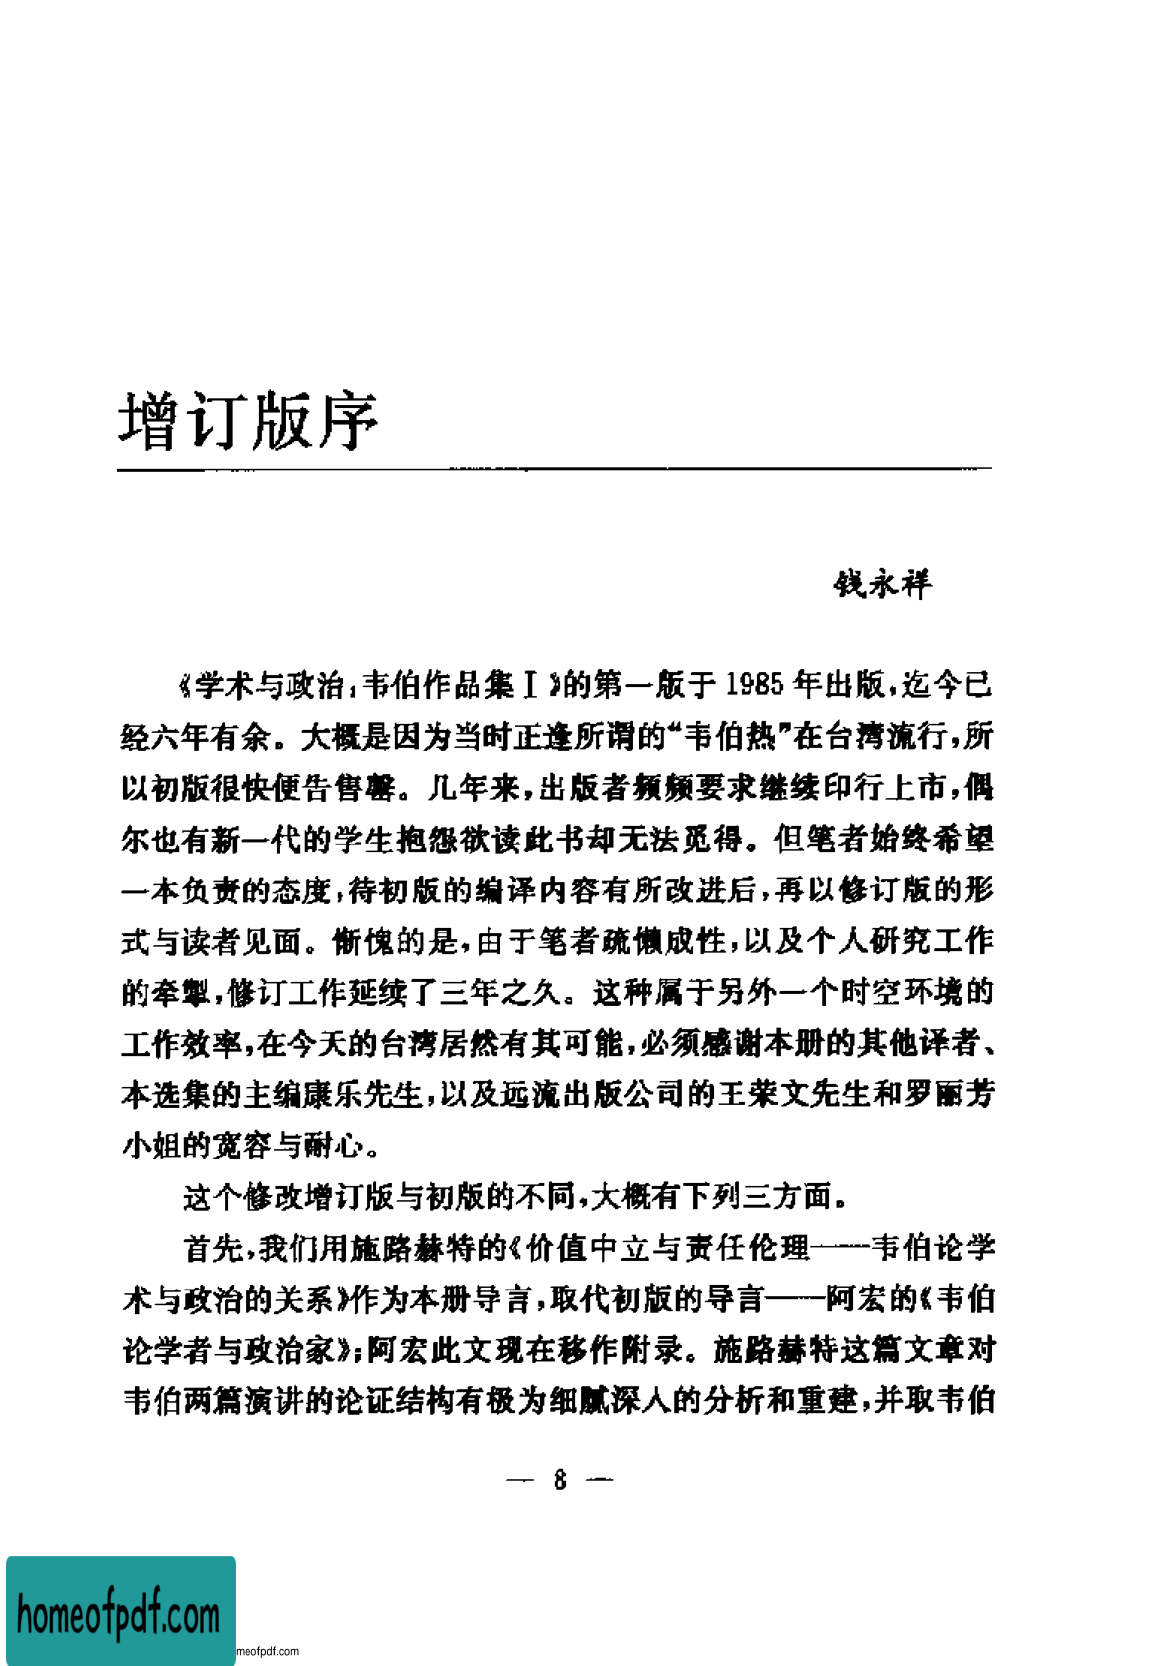 增订版序
钱永祥
《学术与政治：韦伯作品集Ⅰ》的第一版于 1985 年出版，迄今已
经六年有余。大概是因为当时正逢所谓的“韦伯热”在台湾流行，所
以初版很快便告售罄。几年来，出版者频频要求继续印行上市，偶
尔也有新一代的学生抱怨欲读此书却无法觅得。但笔者始终希望
一本负责的态度，待初版的编译内容有所改进后，再以修订版的形
式与读者见面。惭愧的是，由于笔者疏懒成性，以及个人研究工作
的牵掣，修订工作延续了三年之久。这种属于另外一个时空环境的
工作效率，在今天的台湾居然有其可能，必须感谢本册的其他译者、
本选集的主编康乐先生，以及远流出版公司的王荣文先生和罗丽芳
小姐的宽容与耐心。
这个修改增订版与初版的不同，大概有下列三方面。
首先，我们用施路赫特的《价值中立与责任伦理——韦伯论学
术与政治的关系》作为本册导言，取代初版的导言——阿宏的《韦伯
论学者与政治家》；阿宏此文现在移作附录。施路赫特这篇文章对
韦伯两篇演讲的论证结构有极为细腻深入的分析和重建，并取韦伯
— 8 —
homeofpdf.com
meofpdf.com